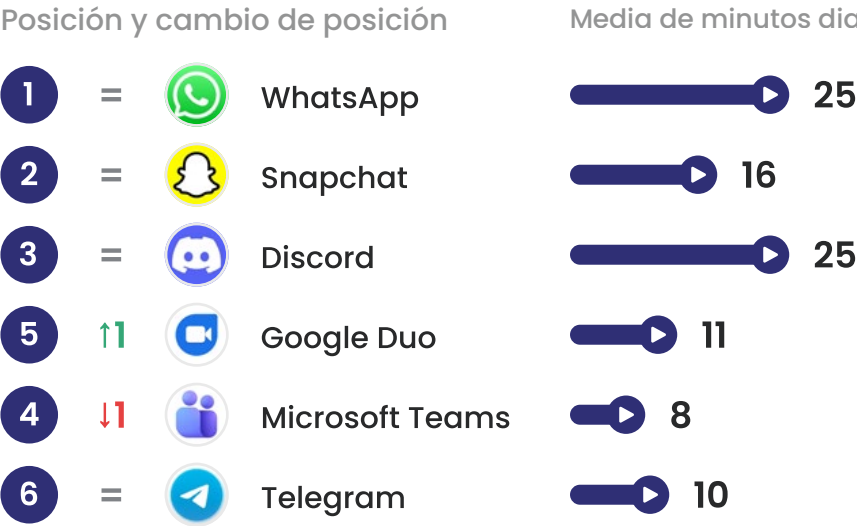 Posición y cambio de posición Media de minutos
1 = WhatsApp 25
2 = Snapchat 16
3 = Discord 25
5 ↑1 Google Duo 11
4 ↓1 Microsoft Teams 8
6 = Telegram 10